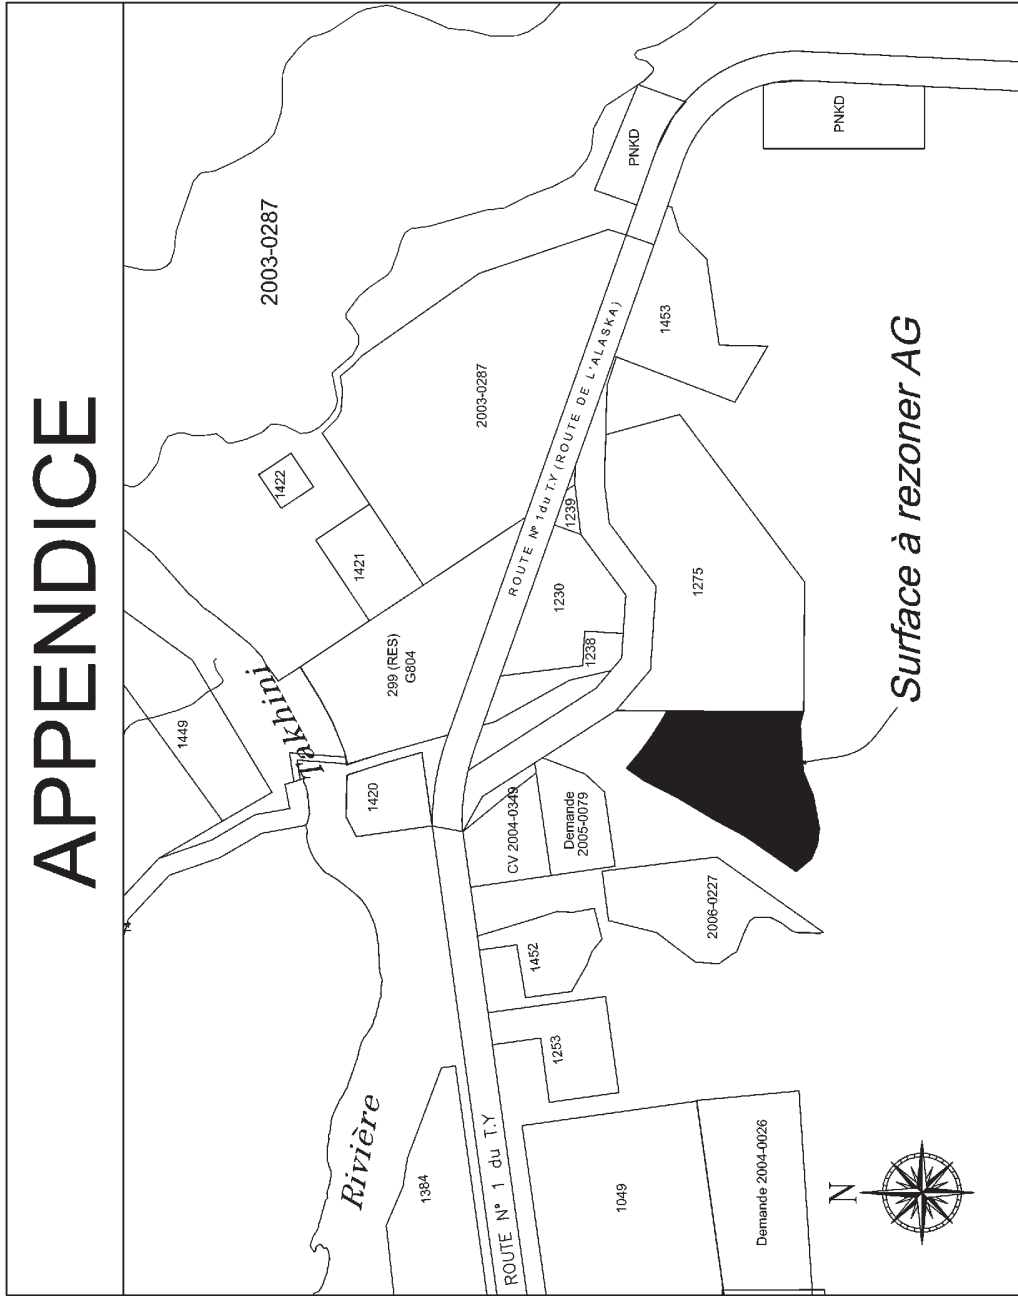 APPENDICE
2003-0287
PNKD
PNKD
1422
2003-0287
1453
1421
ROUTE Nº 1 du T.Y (ROUTE DE L'ALASKA)
1239
299 (RES)
G804
1230
1275
1238
1449
Takhini
1420
CV 2004-0349
Demande
2005-0079
Surface à rezoner AG
2006-0227
1452
1253
Rivière
1384
ROUTE Nº 1 du T.Y
1049
Demande 2004-0026
N